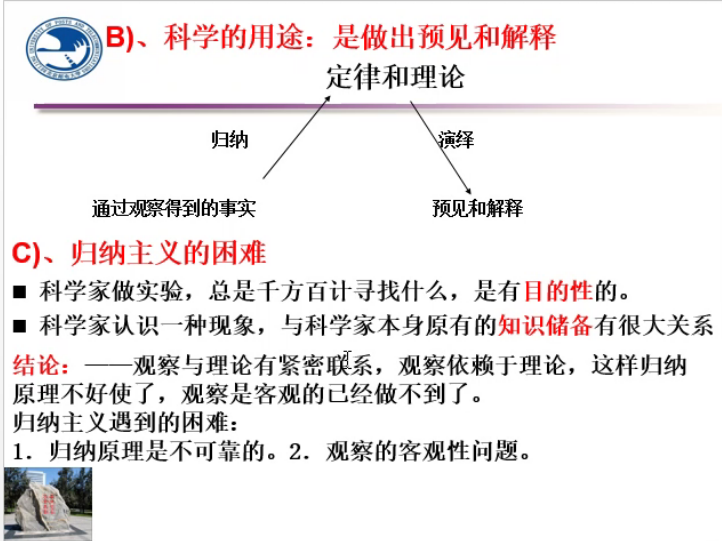 B)、科学的用途：是做出预见和解释
定律和理论
归纳
演绎
通过观察得到的事实
预见和解释
C)、归纳主义的困难
■ 科学家做实验，总是千方百计寻找什么，是有目的性的。
■ 科学家认识一种现象，与科学家本身原有的知识储备有很大关系
结论：——观察与理论有紧密联系，观察依赖于理论，这样归纳
原理不好使了，观察是客观的已经做不到了。
归纳主义遇到的困难：
1．归纳原理是不可靠的。2．观察的客观性问题。